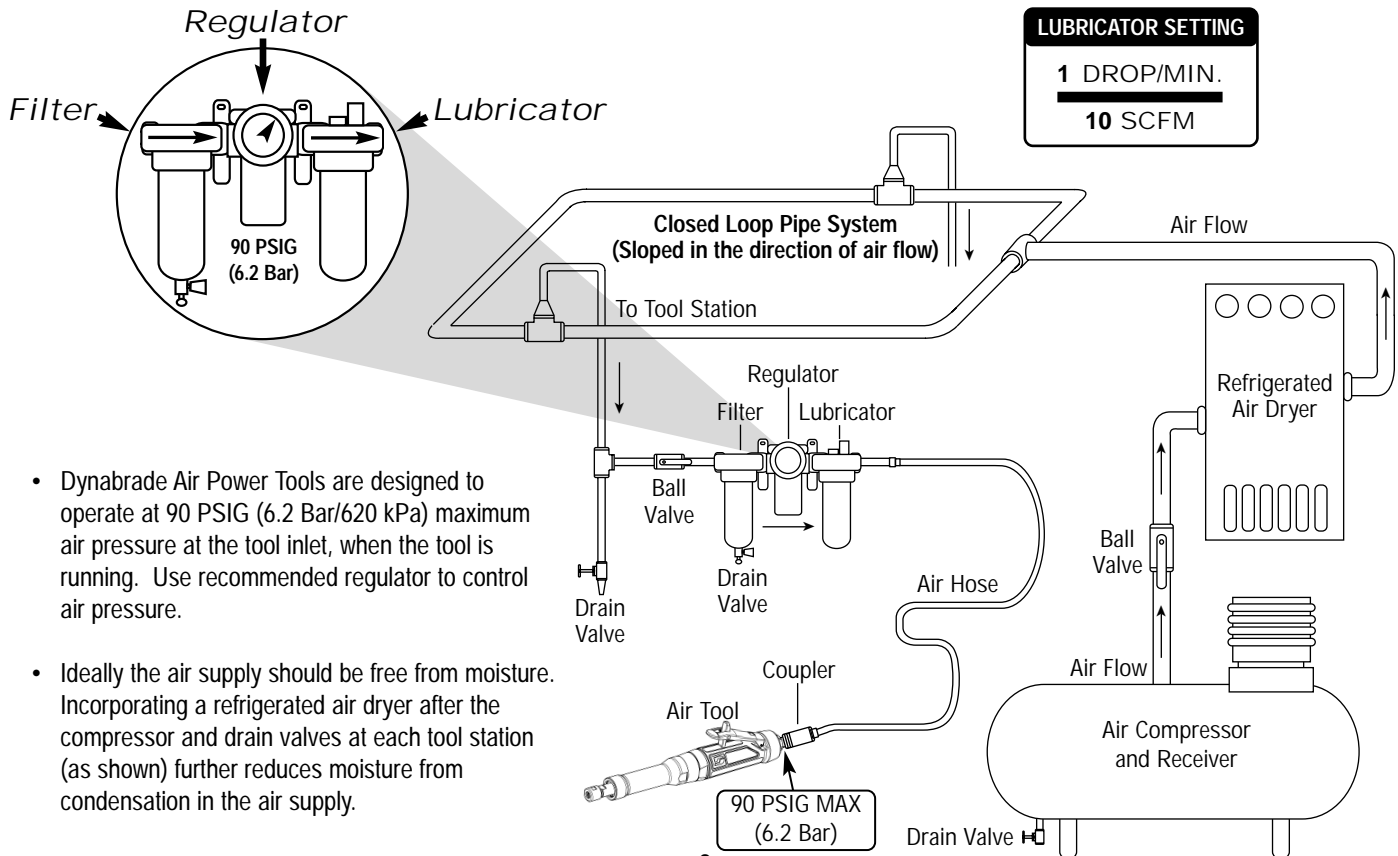 Regulator
Filter
Lubricator
90 PSIG
(6.2 Bar)
LUBRICATOR SETTING
1 DROP/MIN.
10 SCFM
Closed Loop Pipe System
(Sloped in the direction of air flow)
Air Flow
To Tool Station
Regulator
Filter
Lubricator
Refrigerated
Air Dryer
Ball
Valve
Drain
Valve
Drain
Valve
Air Hose
Ball
Valve
• Dynabrade Air Power Tools are designed to
operate at 90 PSIG (6.2 Bar/620 kPa) maximum
air pressure at the tool inlet, when the tool is
running. Use recommended regulator to control
air pressure.
• Ideally the air supply should be free from moisture.
Incorporating a refrigerated air dryer after the
compressor and drain valves at each tool station
(as shown) further reduces moisture from
condensation in the air supply.
Coupler
Air Tool
90 PSIG MAX
(6.2 Bar)
Air Flow
Air Compressor
and Receiver
Drain Valve